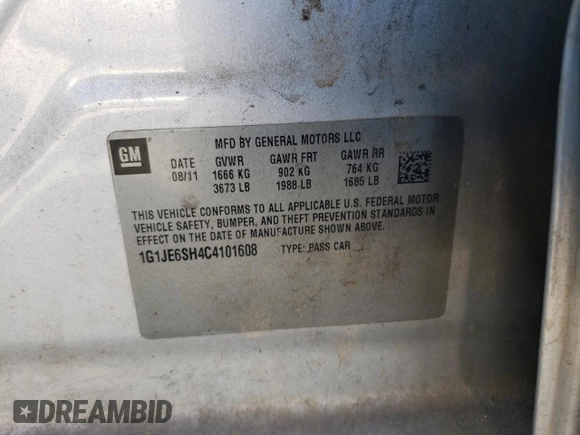 GM
MFD BY GENERAL MOTORS LLC
DATE GVWR GAWR FRT GAWR RR
08/11 1666 KG 902 KG 764 KG
3673 LB 1988 LB 1685 LB
THIS VEHICLE CONFORMS TO ALL APPLICABLE U.S. FEDERAL MOTOR
VEHICLE SAFETY, BUMPER, AND THEFT PREVENTION STANDARDS IN
EFFECT ON THE DATE OF MANUFACTURE SHOWN ABOVE.
1G1JE6SH4C4101608 TYPE: PASS CAR
DREAMBID